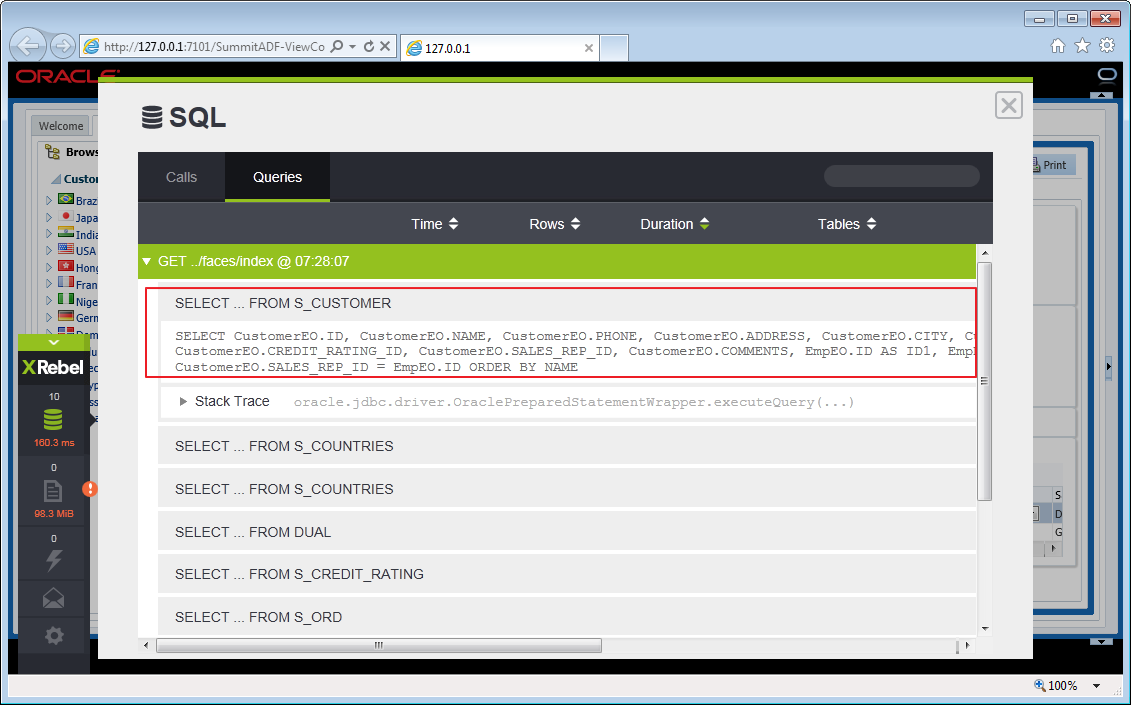 http://127.0.0.1:7101/SummitADF-ViewCo
127.0.0.1
ORACLE
Welcome
Brows
Custo
Brazi
Japa
India
USA
Hong
Fran
Nige
Germ
Print
SQL
Calls
Queries
Time
Rows
Duration
Tables
GET ../faces/index @ 07:28:07
SELECT ... FROM S_CUSTOMER
SELECT CustomerEO.ID, CustomerEO.NAME, CustomerEO.PHONE, CustomerEO.ADDRESS, CustomerEO.CITY,
CustomerEO.CREDIT_RATING_ID, CustomerEO.SALES_REP_ID, CustomerEO.COMMENTS, EmpEO.ID AS ID1,
CustomerEO.SALES_REP_ID = EmpEO.ID ORDER BY NAME
Stack Trace oracle.jdbc.driver.OraclePreparedStatementWrapper.executeQuery(...)
SELECT ... FROM S_COUNTRIES
SELECT ... FROM S_COUNTRIES
SELECT ... FROM DUAL
SELECT ... FROM S_CREDIT_RATING
SELECT ... FROM S_ORD
XRebel
10
160.3 ms
0
98.3 MiB
0
S
D
G
100%